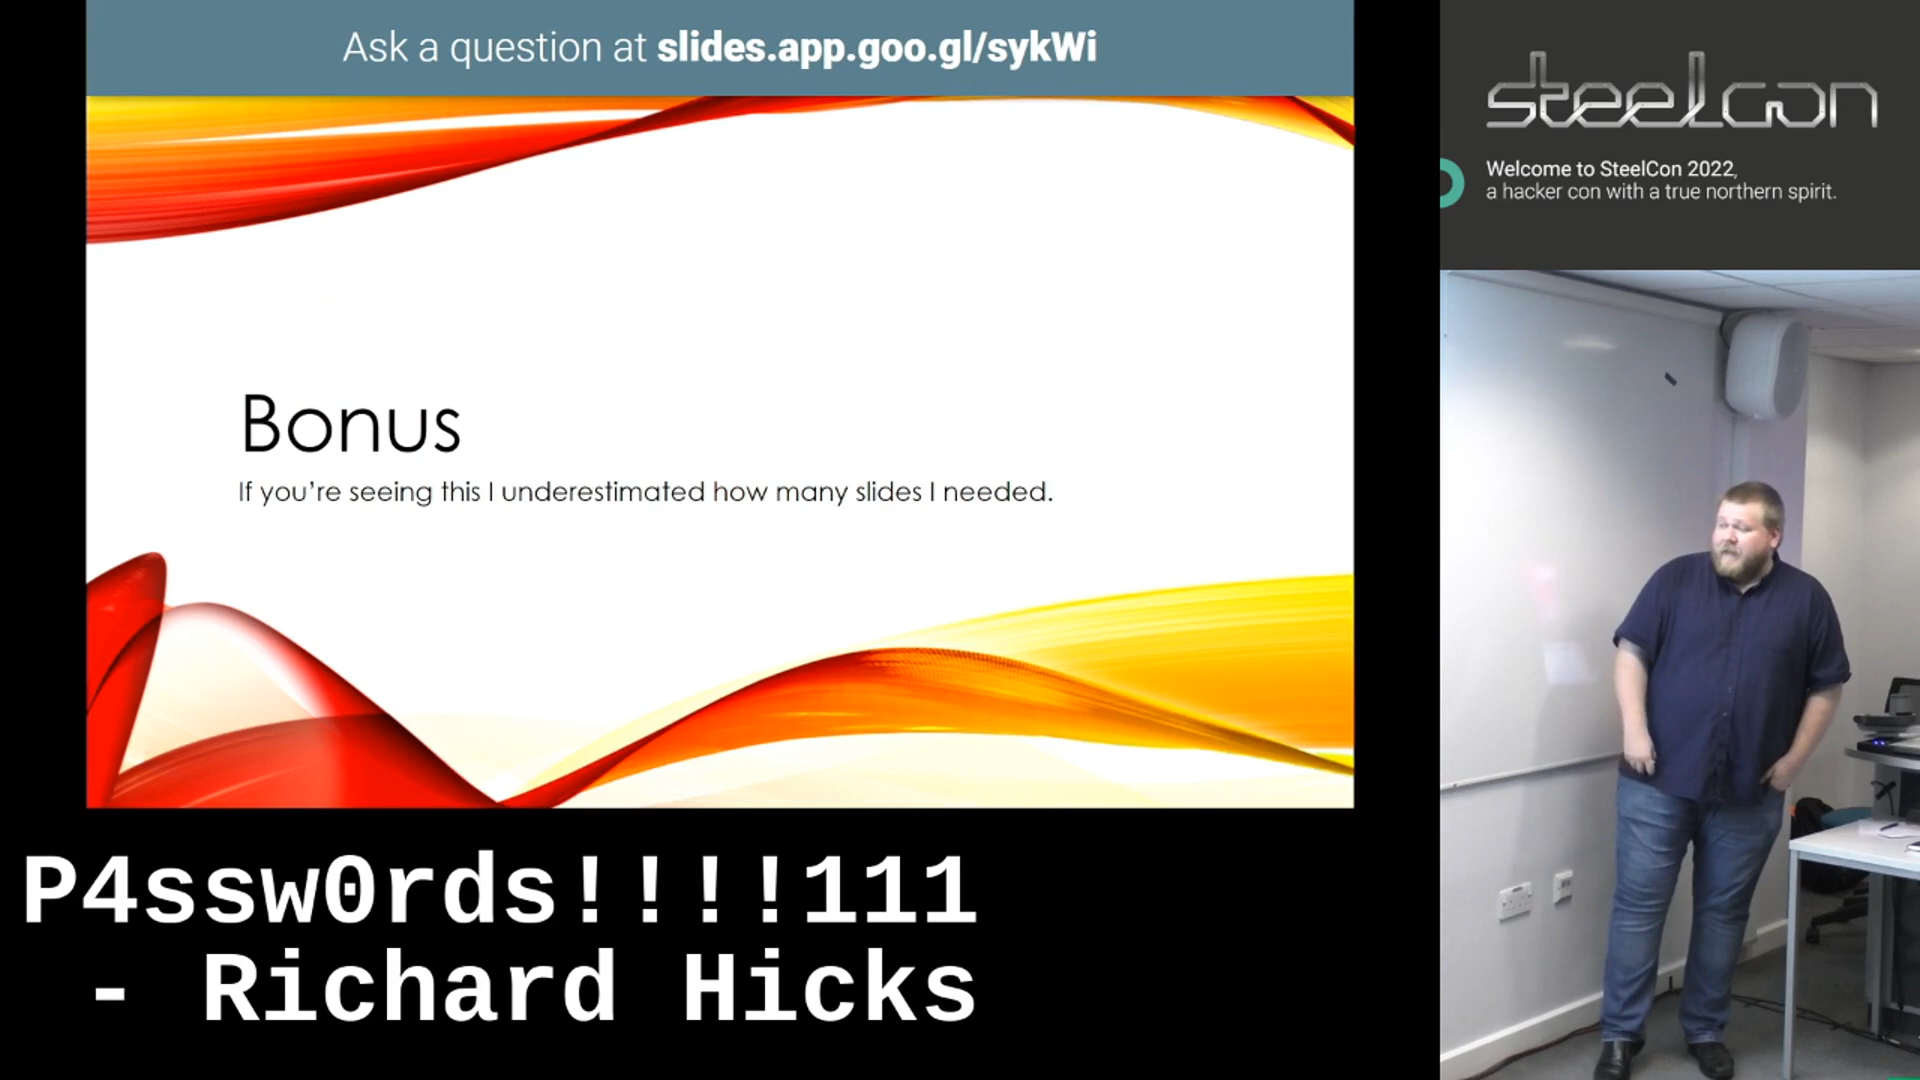 Ask a question at slides.app.goo.gl/sykWi
Bonus
If you're seeing this I underestimated how many slides I needed.
P4ssw0rds!!!!111
- Richard Hicks
steelcon
Welcome to SteelCon 2022,
a hacker con with a true northern spirit.